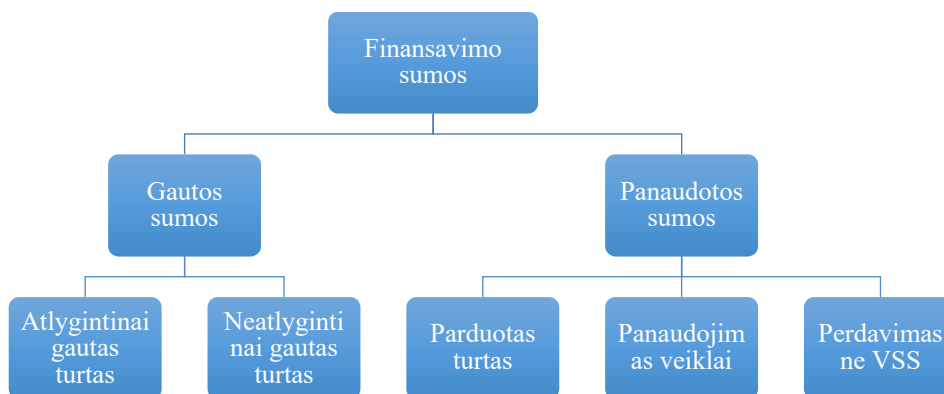 Finansavimo
sumos
Gautos
sumos
Panaudotos
sumos
Atlygintinai
gautas
turtas
Neatlyginti
nai gautas
turtas
Parduotas
turtas
Panaudojim
as veiklai
Perdavimas
ne VSS